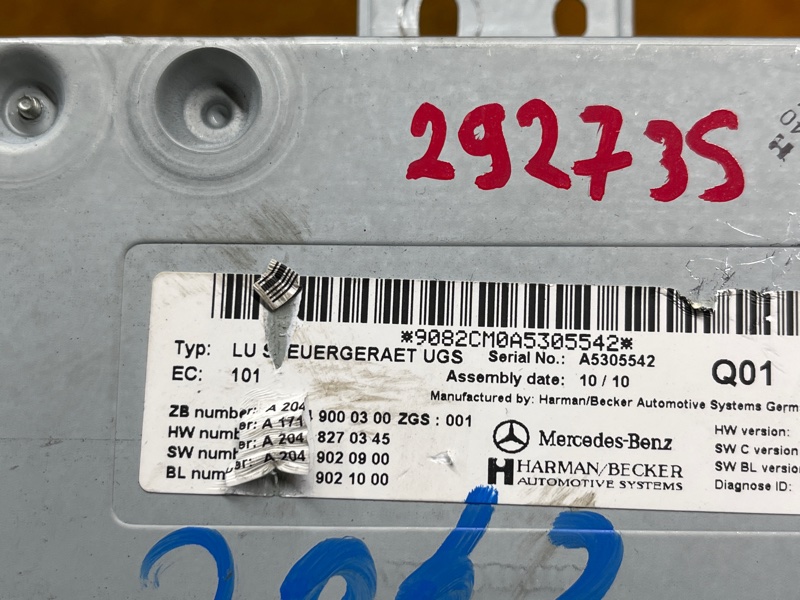 292735
*9082CM0A5305542*
Typ: LU STEUERGERAET UGS Serial No.: A5305542
EC: 101 Assembly date: 10 / 10 Q01
Manufactured by: Harman/Becker Automotive Systems Germ
ZB number: A 204 900 03 00 ZGS : 001
HW numb er: A 171 827 03 45
SW number er: A 204 902 09 00
BL numb er: A 204 902 10 00
Mercedes-Benz
HARMAN/BECKER
AUTOMOTIVE SYSTEMS
HW version:
SW C version
SW BL version
Diagnose ID: